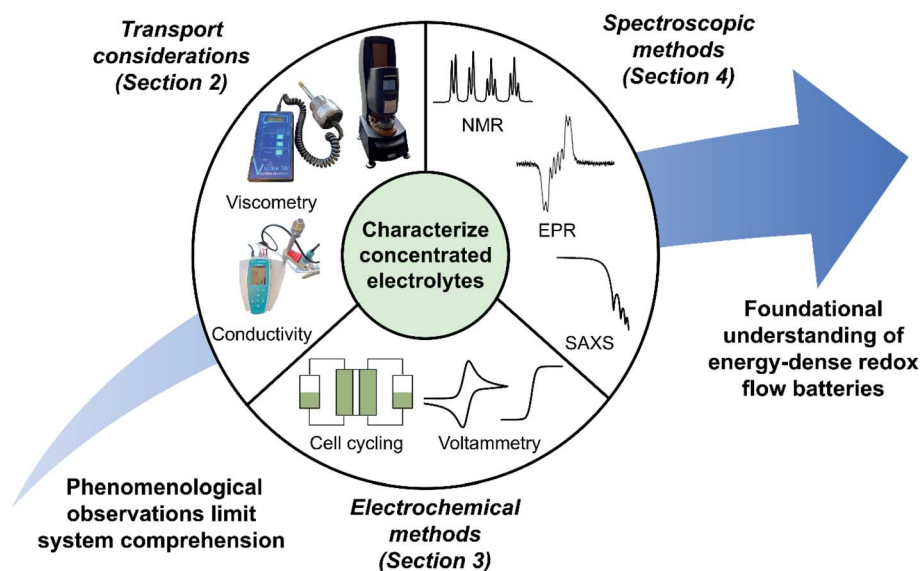 Transport
considerations
(Section 2)
Spectroscopic
methods
(Section 4)
NMR
Viscometry
EPR
Characterize
concentrated
electrolytes
Conductivity
SAXS
Foundational
understanding of
energy-dense redox
flow batteries
Cell cycling
Voltammetry
Phenomenological
observations limit
system comprehension
Electrochemical
methods
(Section 3)